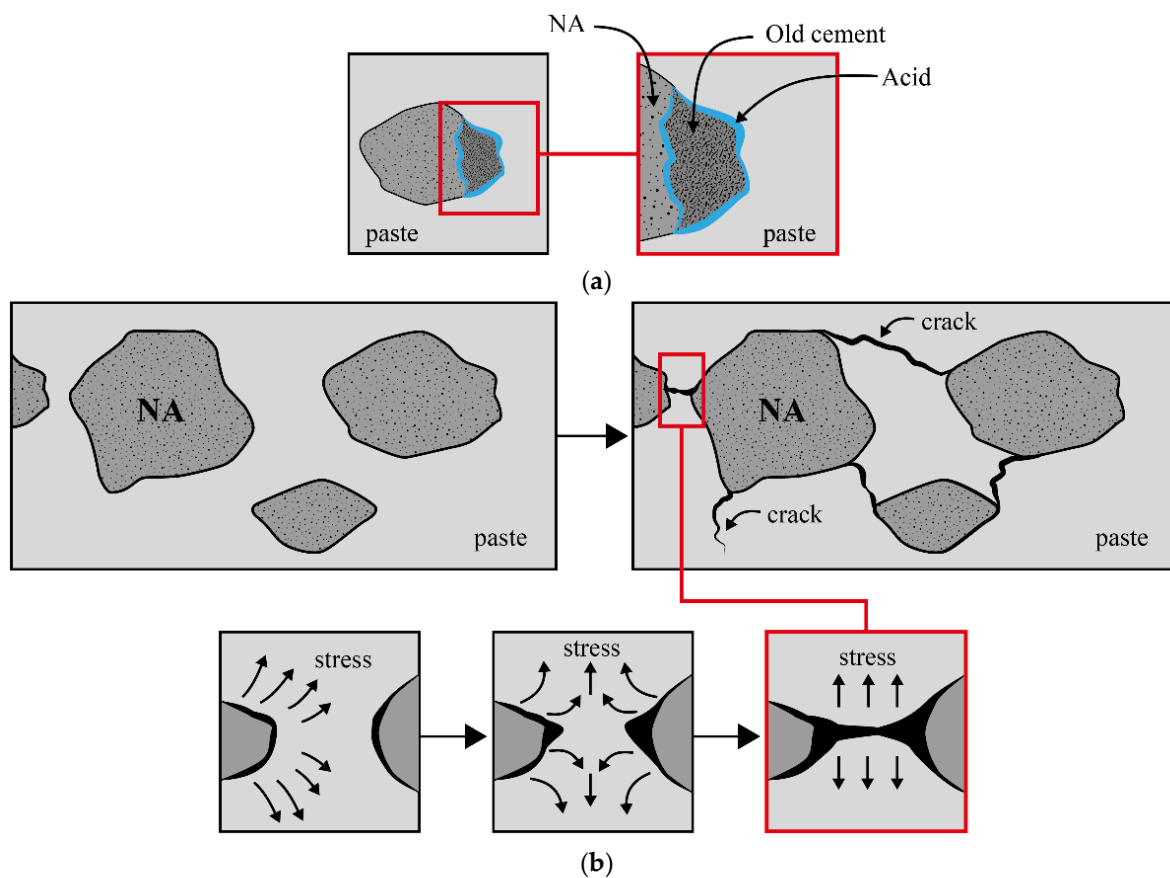 NA
Old cement
Acid
paste
paste
(a)
NA
paste
crack
NA
crack
paste
stress
stress
stress
(b)